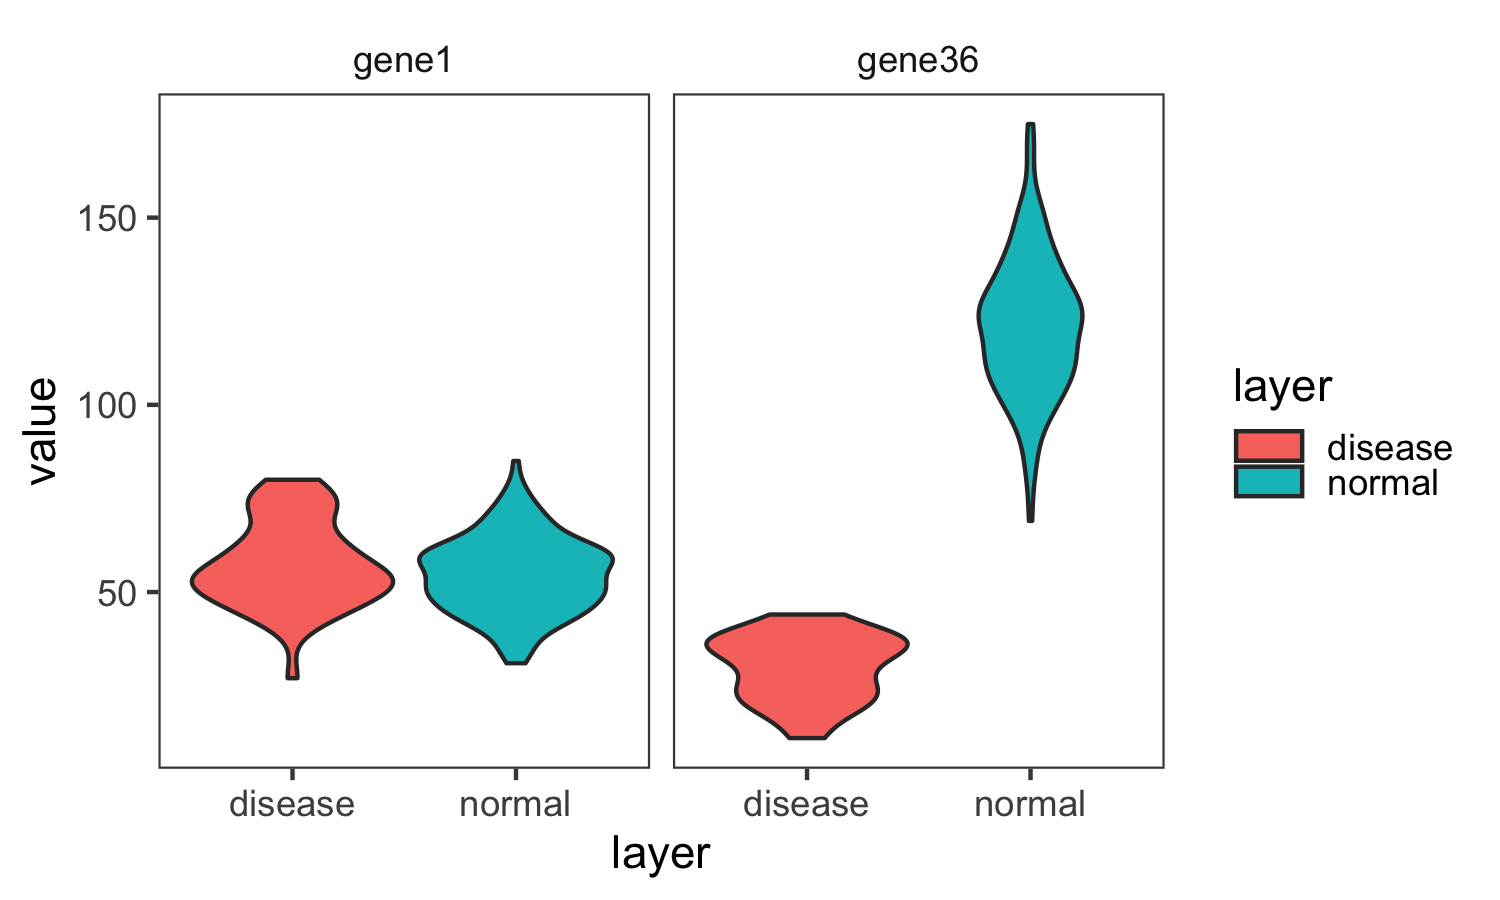 gene1
gene36
150
100
50
value
disease
normal
disease
normal
layer
layer
disease
normal